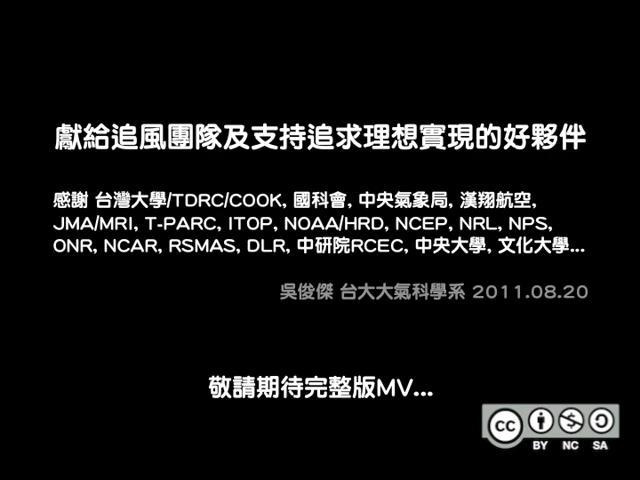 獻給追風團隊及支持追求理想實現的好夥伴
感謝 台灣大學/TDRC/COOK, 國科會, 中央氣象局, 漢翔航空,
JMA/MRI, T-PARC, ITOP, NOAA/HRD, NCEP, NRL, NPS,
ONR, NCAR, RSMAS, DLR, 中研院RCEC, 中央大學, 文化大學...
吳俊傑 台大大氣科學系 2011.08.20
敬請期待完整版MV...
cc
BY NC SA